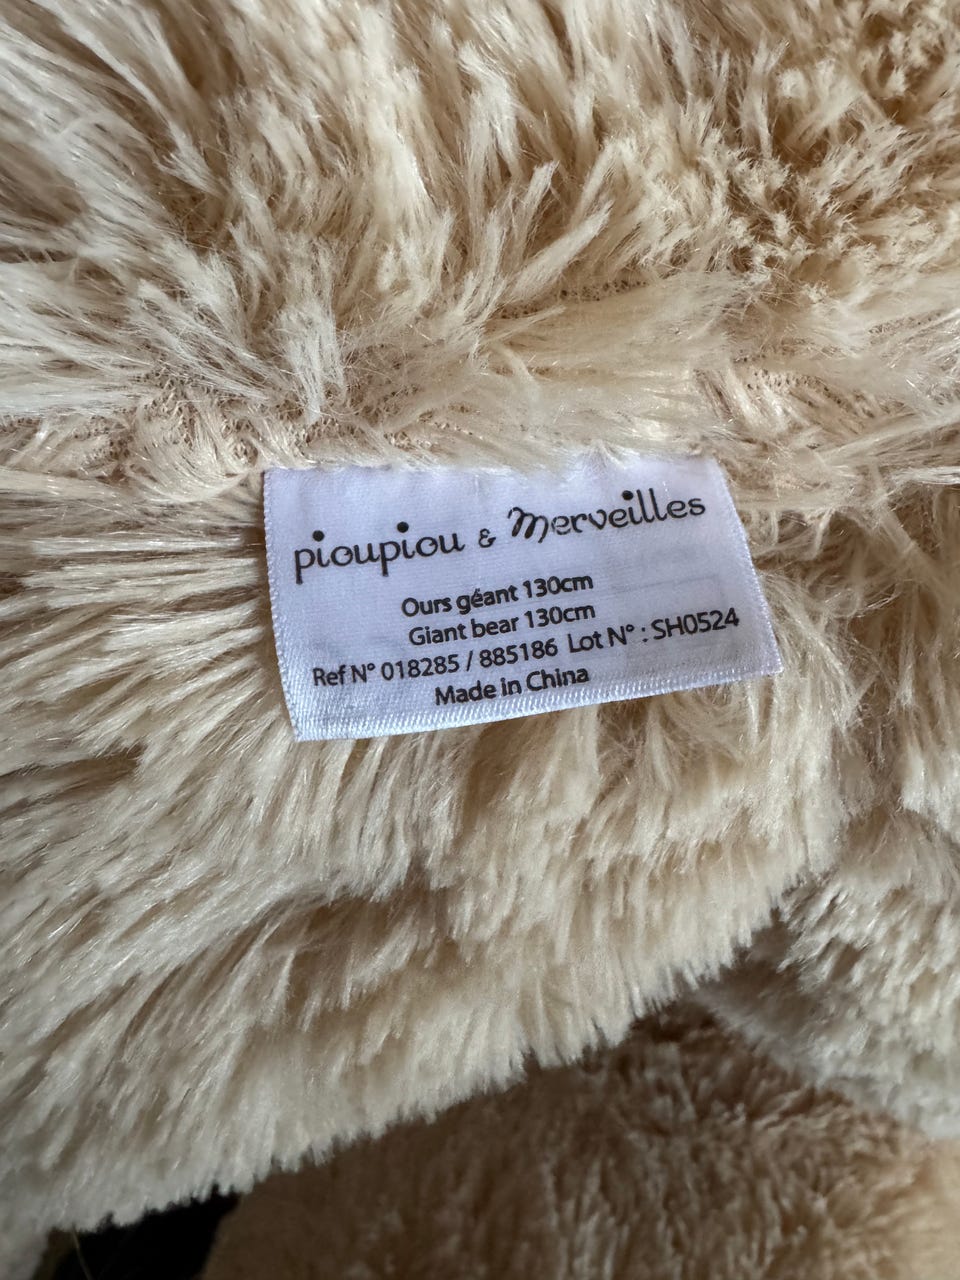 pioupiou & Merveilles
Ours géant 130cm
Giant bear 130cm
Ref N° 018285 / 885186 Lot N° : SH0524
Made in China